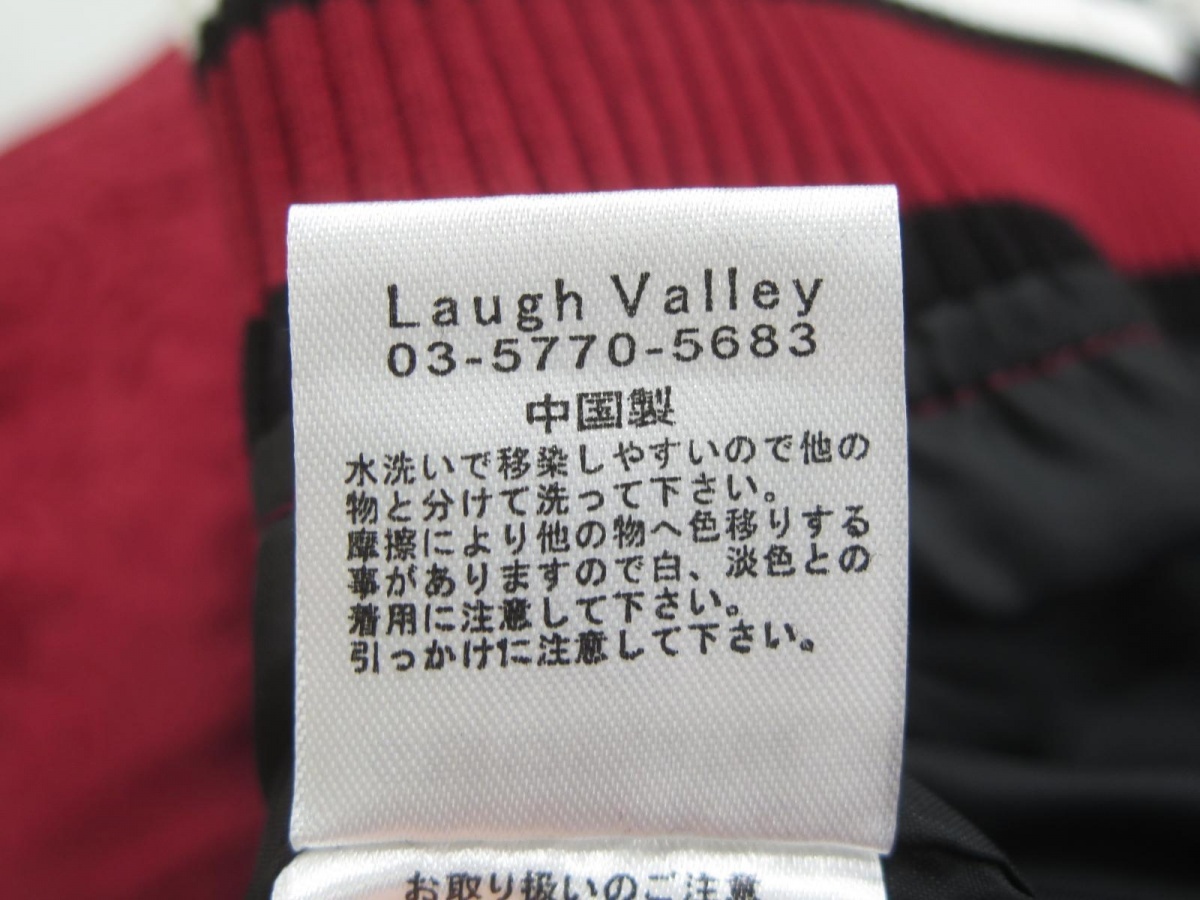 Laugh Valley
03-5770-5683
中国製
水洗いで移染しやすいので他の
物と分けて洗って下さい。
摩擦により他の物へ色移りする
事がありますので白、淡色との
着用に注意して下さい。
引っかけに注意して下さい。
お取り扱いのご注意